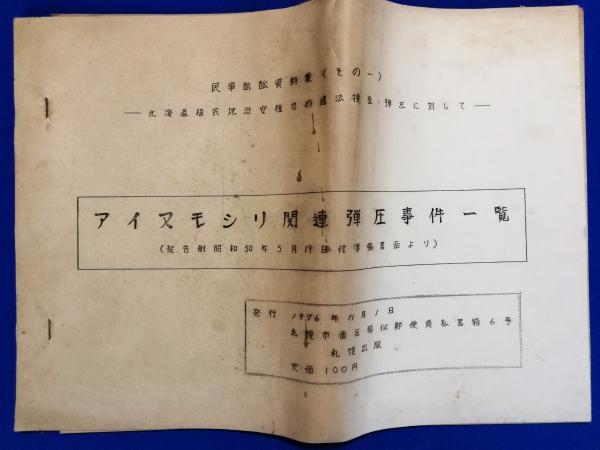 民事訴訟資料集(その一)
―北海道植民地治安権力の違法捜査・弾圧に対して―
アイヌモシリ関連弾圧事件一覧
(被告側昭和50年5月19日付準備書面より)
発行 1976年11月1日
札幌市西区琴似郵便局私書箱6号
札幌出版
定価 100円